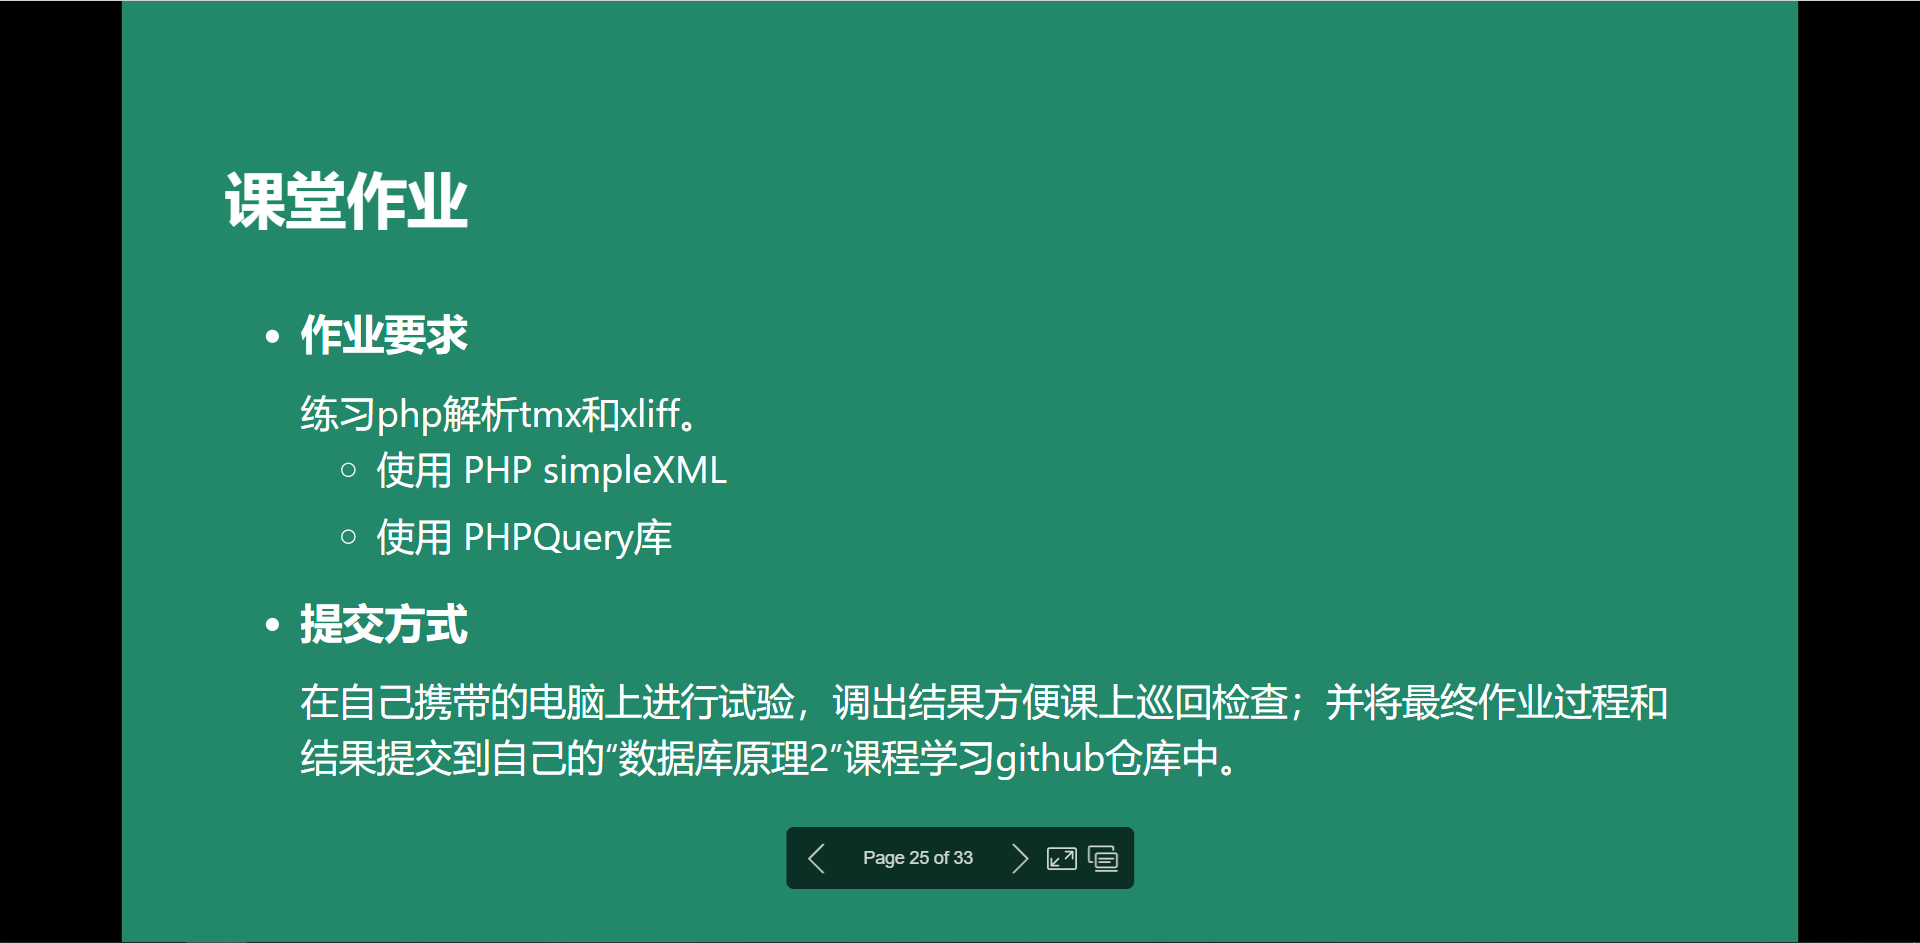 课堂作业
作业要求
练习php解析tmx和xliff。
使用 PHP simpleXML
使用 PHPQuery库
提交方式
在自己携带的电脑上进行试验，调出结果方便课上巡回检查；并将最终作业过程和
结果提交到自己的“数据库原理2”课程学习github仓库中。
Page 25 of 33